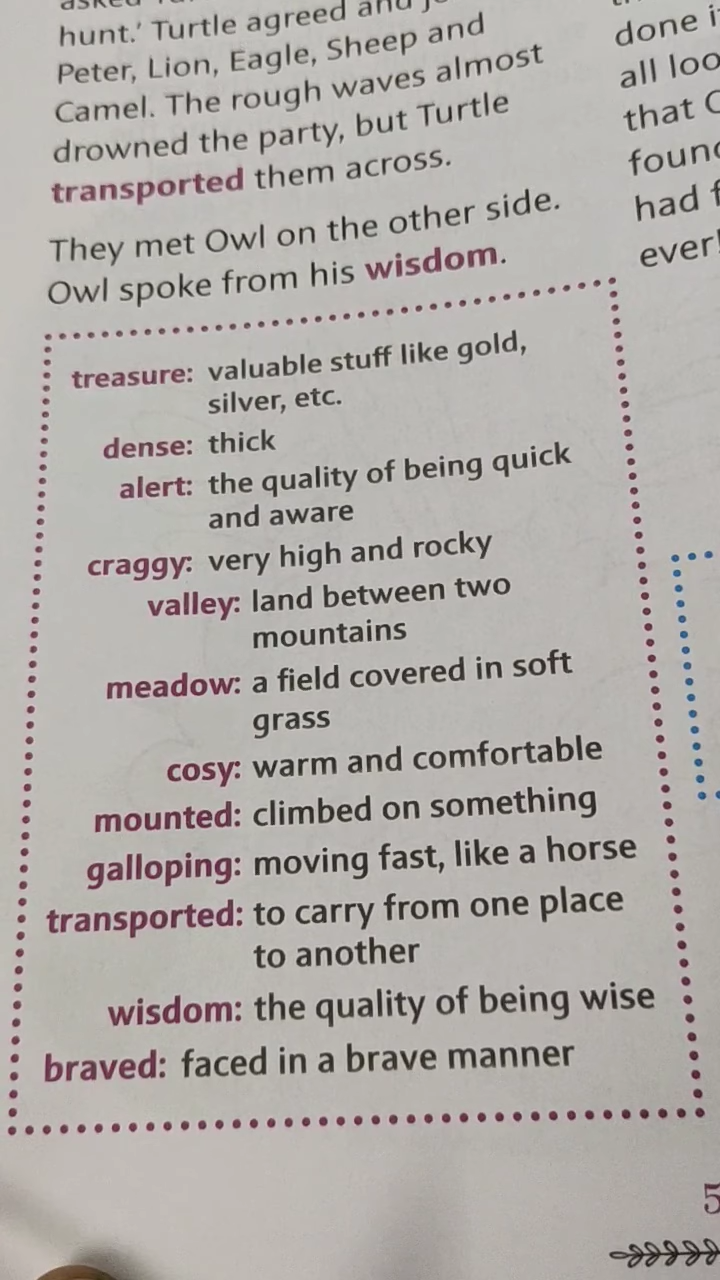 hunt.' Turtle agreed and
Peter, Lion, Eagle, Sheep and
Camel. The rough waves almost
drowned the party, but Turtle
transported them across.
They met Owl on the other side.
Owl spoke from his wisdom.
treasure: valuable stuff like gold,
silver, etc.
dense: thick
alert: the quality of being quick
and aware
craggy: very high and rocky
valley: land between two
mountains
meadow: a field covered in soft
grass
cosy: warm and comfortable
mounted: climbed on something
galloping: moving fast, like a horse
transported: to carry from one place
to another
wisdom: the quality of being wise
braved: faced in a brave manner
done
all
that
had
ever!
5